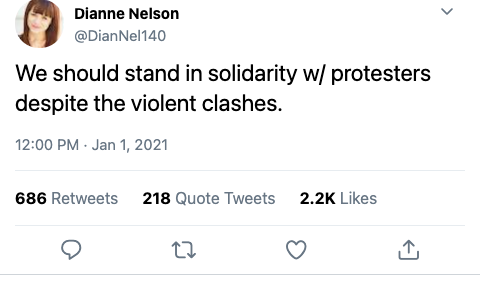 Dianne Nelson
@DianNel140
We should stand in solidarity w/ protesters
despite the violent clashes.
12:00 PM · Jan 1, 2021
686 Retweets 218 Quote Tweets 2.2K Likes